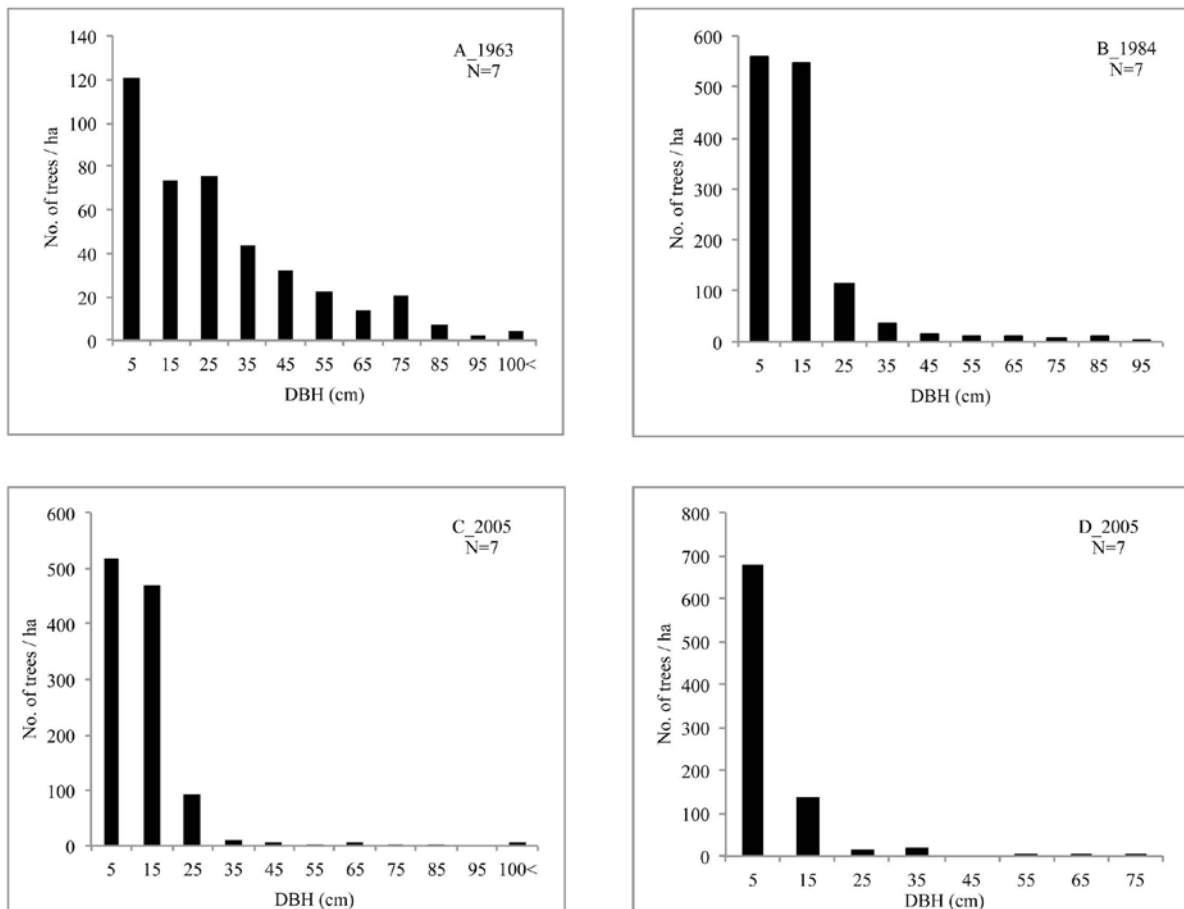 A_1963
N=7
No. of trees / ha
140
120
100
80
60
40
20
0
5 15 25 35 45 55 65 75 85 95 100<
DBH (cm)
B_1984
N=7
No. of trees / ha
600
500
400
300
200
100
0
5 15 25 35 45 55 65 75 85 95
DBH (cm)
C_2005
N=7
No. of trees / ha
600
500
400
300
200
100
0
5 15 25 35 45 55 65 75 85 95 100<
DBH (cm)
D_2005
N=7
No. of trees / ha
800
700
600
500
400
300
200
100
0
5 15 25 35 45 55 65 75
DBH (cm)